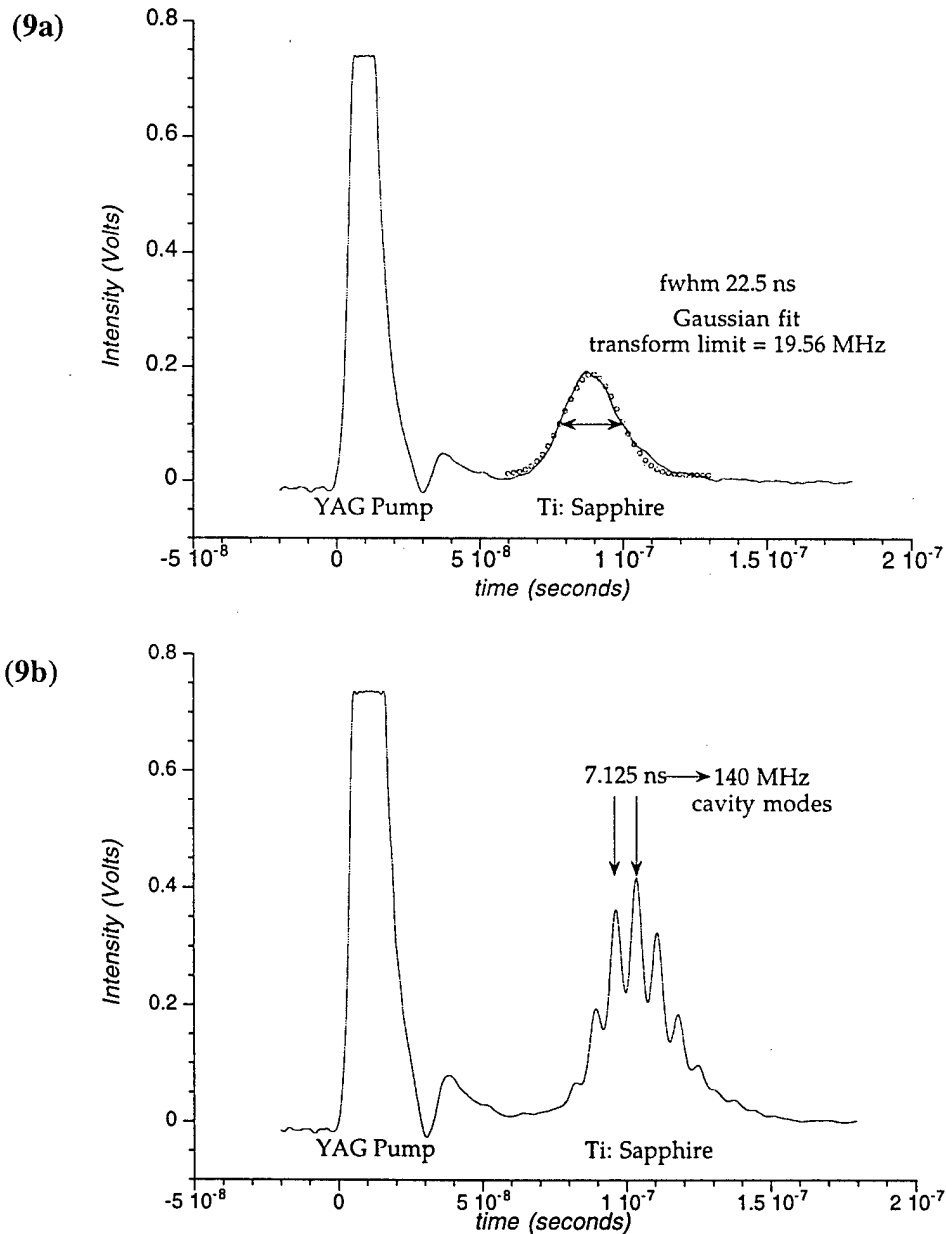 (9a)
0.8
0.6
0.4
0.2
0
Intensity (Volts)
fwhm 22.5 ns
Gaussian fit
transform limit = 19.56 MHz
YAG Pump
Ti: Sapphire
-5 10-8
0
5 10-8
1 10-7
1.5 10-7
2 10-7
time (seconds)
(9b)
0.8
0.6
0.4
0.2
0
Intensity (Volts)
7.125 ns → 140 MHz
cavity modes
YAG Pump
Ti: Sapphire
-5 10-8
0
5 10-8
1 10-7
1.5 10-7
2 10-7
time (seconds)